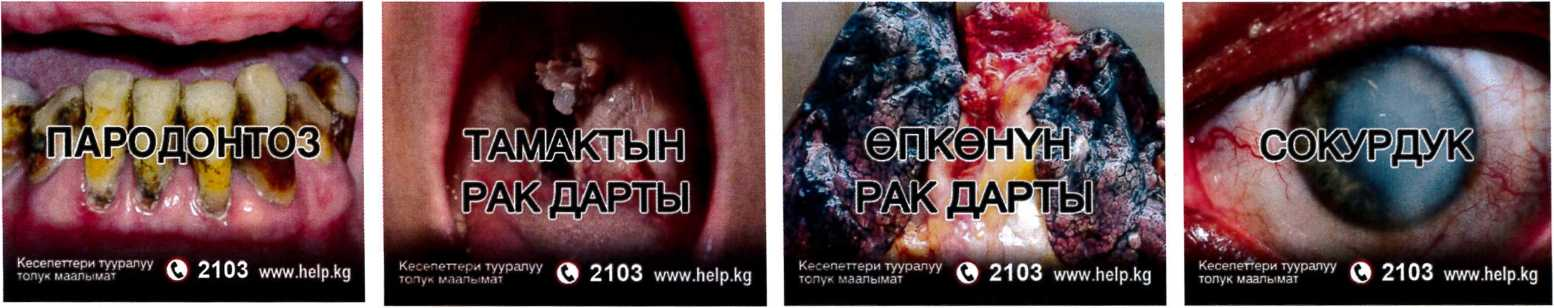 ПАРОДОНТОЗ
Кесепеттери тууралуу
толук маалымат
2103 www.help.kg
ТАМАКТЫН
РАК ДАРТЫ
Кесепеттери тууралуу
толук маалымат
2103 www.help.kg
ӨПКӨНҮН
РАК ДАРТЫ
Кесепеттери тууралуу
толук маалымат
2103 www.help.kg
СОКУРДУК
Кесепеттери тууралуу
толук маалымат
2103 www.help.kg